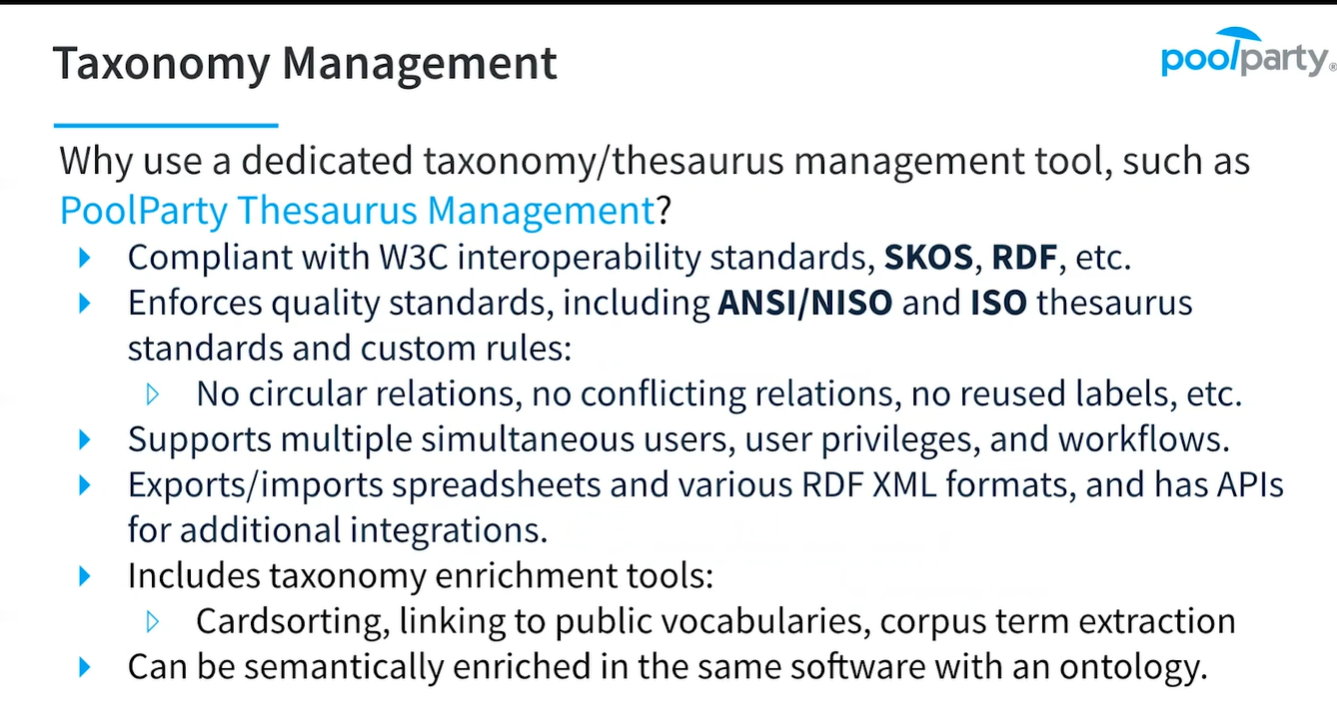 Taxonomy Management
poolparty®
Why use a dedicated taxonomy/thesaurus management tool, such as
PoolParty Thesaurus Management?
Compliant with W3C interoperability standards, SKOS, RDF, etc.
Enforces quality standards, including ANSI/NISO and ISO thesaurus
standards and custom rules:
No circular relations, no conflicting relations, no reused labels, etc.
Supports multiple simultaneous users, user privileges, and workflows.
Exports/imports spreadsheets and various RDF XML formats, and has APIs
for additional integrations.
Includes taxonomy enrichment tools:
Cardsorting, linking to public vocabularies, corpus term extraction
Can be semantically enriched in the same software with an ontology.